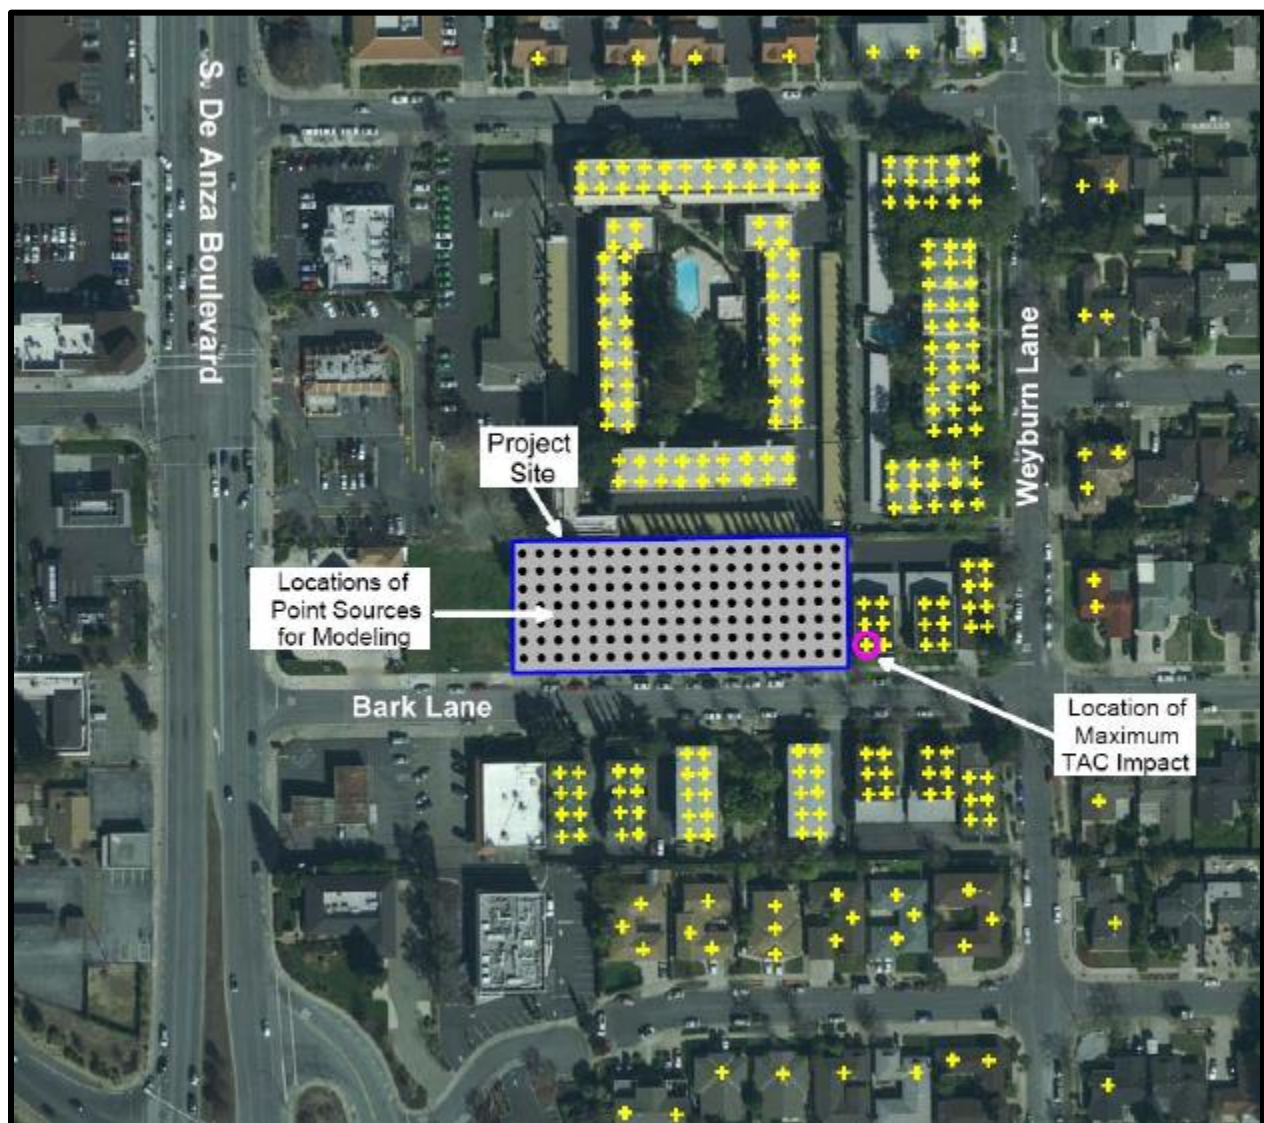 S. De Anza Boulevard
Weyburn Lane
Project
Site
Locations of
Point Sources
for Modeling
Bark Lane
Location of
Maximum
TAC Impact